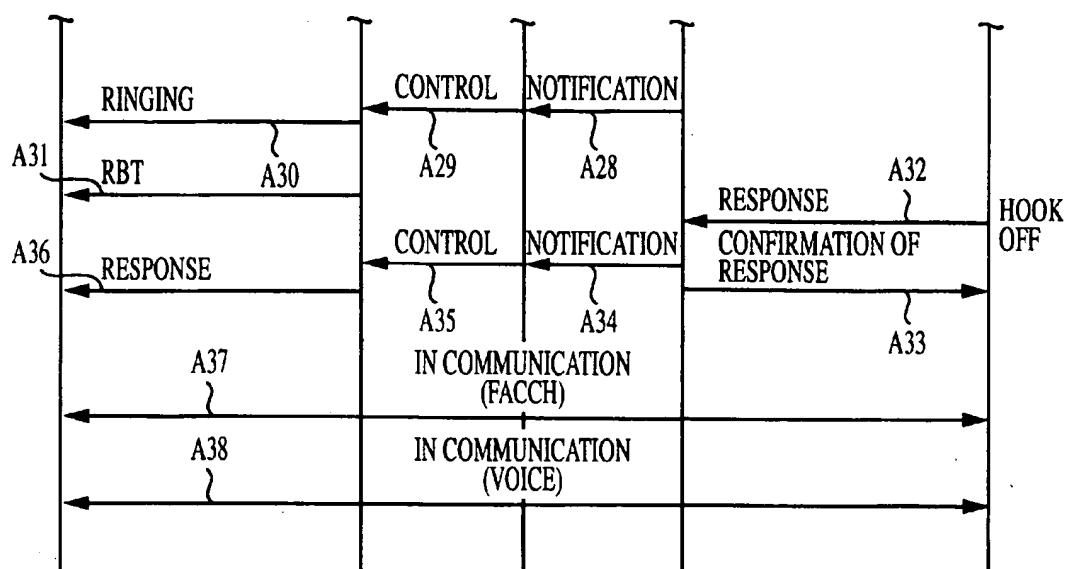 CONTROL NOTIFICATION
RINGING
A31
RBT
A30
A29
A28
A32
RESPONSE
HOOK
OFF
A36
CONTROL NOTIFICATION
CONFIRMATION OF
RESPONSE
RESPONSE
A35
A34
A33
A37
IN COMMUNICATION
(FACCH)
A38
IN COMMUNICATION
(VOICE)